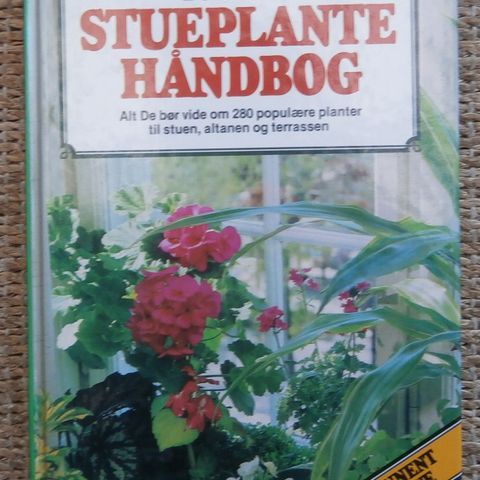 STUEPLANTE
HÅNDBOG
Alt De bør vide om 280 populære planter
til stuen, altanen og terrassen